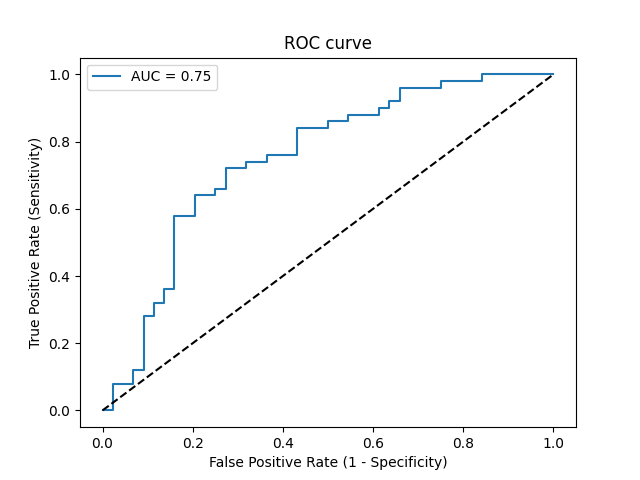 ROC curve
AUC = 0.75
True Positive Rate (Sensitivity)
1.0
0.8
0.6
0.4
0.2
0.0
0.0 0.2 0.4 0.6 0.8 1.0
False Positive Rate (1 - Specificity)